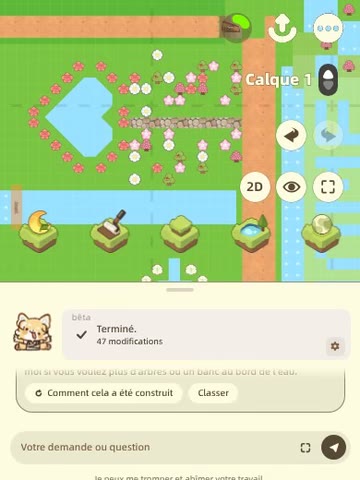 Calque 1
2D
bêta
Terminé.
47 modifications
moi si vous voulez plus d'arbres ou un banc au bord de l'eau.
Comment cela a été construit
Classer
Votre demande ou question
Je peux me tromper et abîmer votre travail